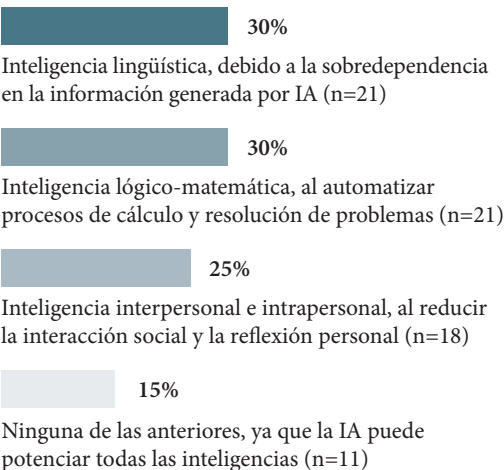 30%
Inteligencia lingüística, debido a la sobredependencia
en la información generada por IA (n=21)
30%
Inteligencia lógico-matemática, al automatizar
procesos de cálculo y resolución de problemas (n=21)
25%
Inteligencia interpersonal e intrapersonal, al reducir
la interacción social y la reflexión personal (n=18)
15%
Ninguna de las anteriores, ya que la IA puede
potenciar todas las inteligencias (n=11)